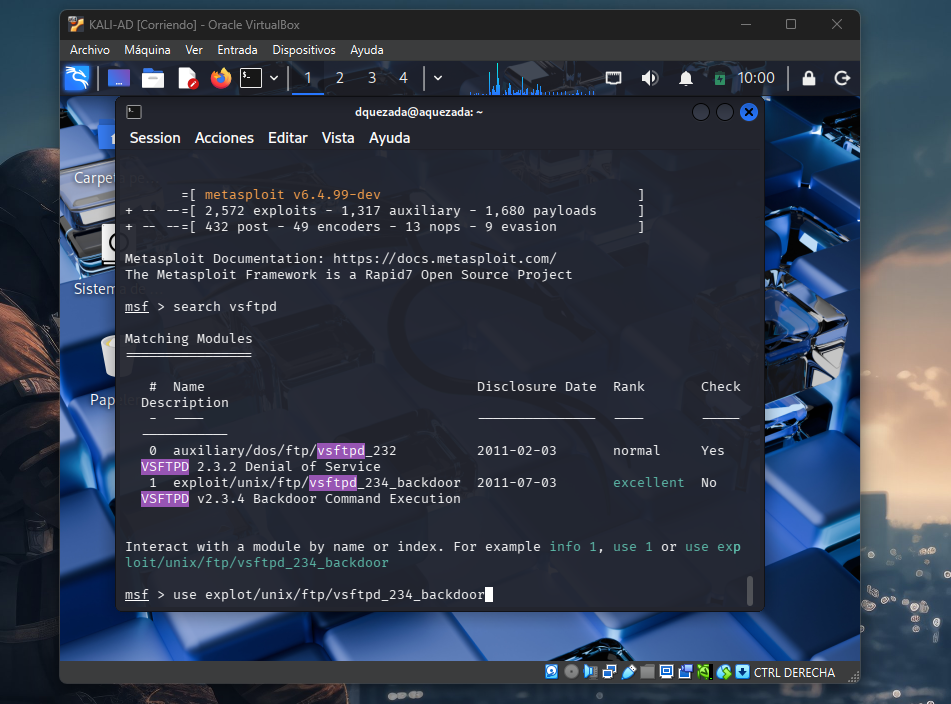 KALI-AD [Corriendo] - Oracle VirtualBox
Archivo Máquina Ver Entrada Dispositivos Ayuda
1 2 3 4 10:00
dquezada@aquezada: ~
Session Acciones Editar Vista Ayuda
Carpe
Sistem
Pap
=[ metasploit v6.4.99-dev ]
+ -- --=[ 2,572 exploits - 1,317 auxiliary - 1,680 payloads ]
+ -- --=[ 432 post - 49 encoders - 13 nops - 9 evasion ]
Metasploit Documentation: https://docs.metasploit.com/
The Metasploit Framework is a Rapid7 Open Source Project
msf > search vsftpd
Matching Modules
================
# Name Disclosure Date Rank Check
Description
- ---- --------------- ---- -----
-----------
0 auxiliary/dos/ftp/vsftpd_232 2011-02-03 normal Yes
VSFTPD 2.3.2 Denial of Service
1 exploit/unix/ftp/vsftpd_234_backdoor 2011-07-03 excellent No
VSFTPD v2.3.4 Backdoor Command Execution
Interact with a module by name or index. For example info 1, use 1 or use exp
loit/unix/ftp/vsftpd_234_backdoor
msf > use explot/unix/ftp/vsftpd_234_backdoor
CTRL DERECHA